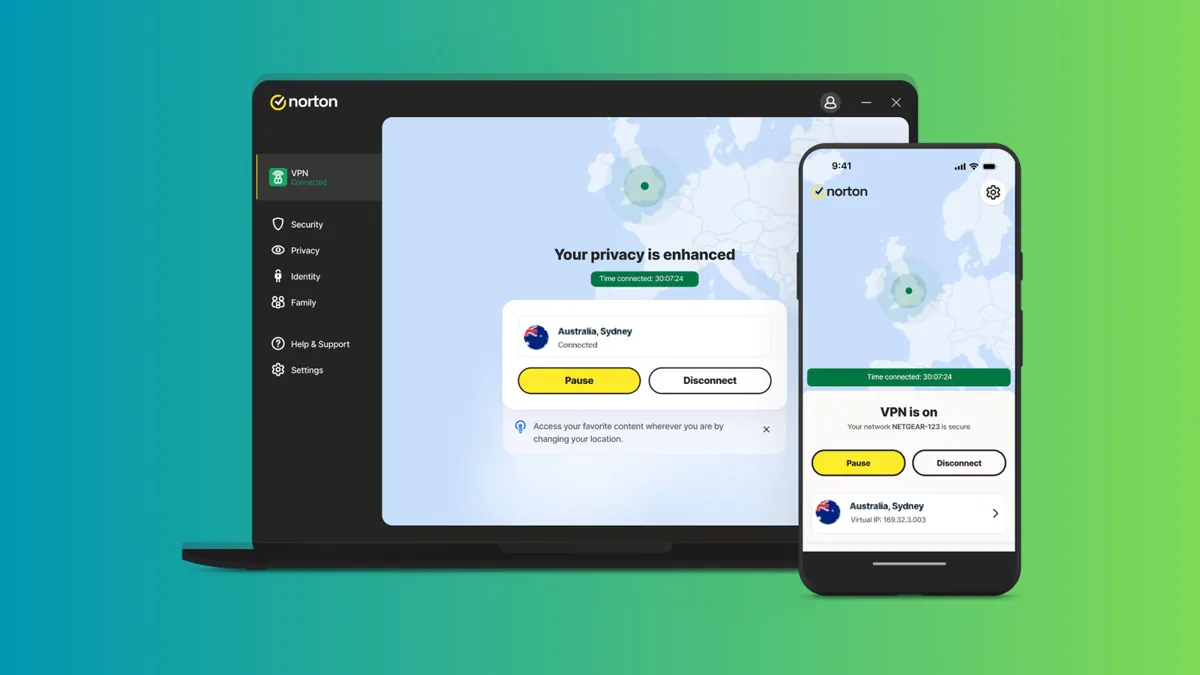 norton
VPN
Connected
Security
Privacy
Identity
Family
Help & Support
Settings
Your privacy is enhanced
Time connected: 30:07:24
Australia, Sydney
Connected
Pause
Disconnect
Access your favorite content wherever you are by
changing your location.
9:41
norton
Time connected: 30:07:24
VPN is on
Your network NETGEAR-123 is secure
Pause
Disconnect
Australia, Sydney
Virtual IP: 169.32.3.003